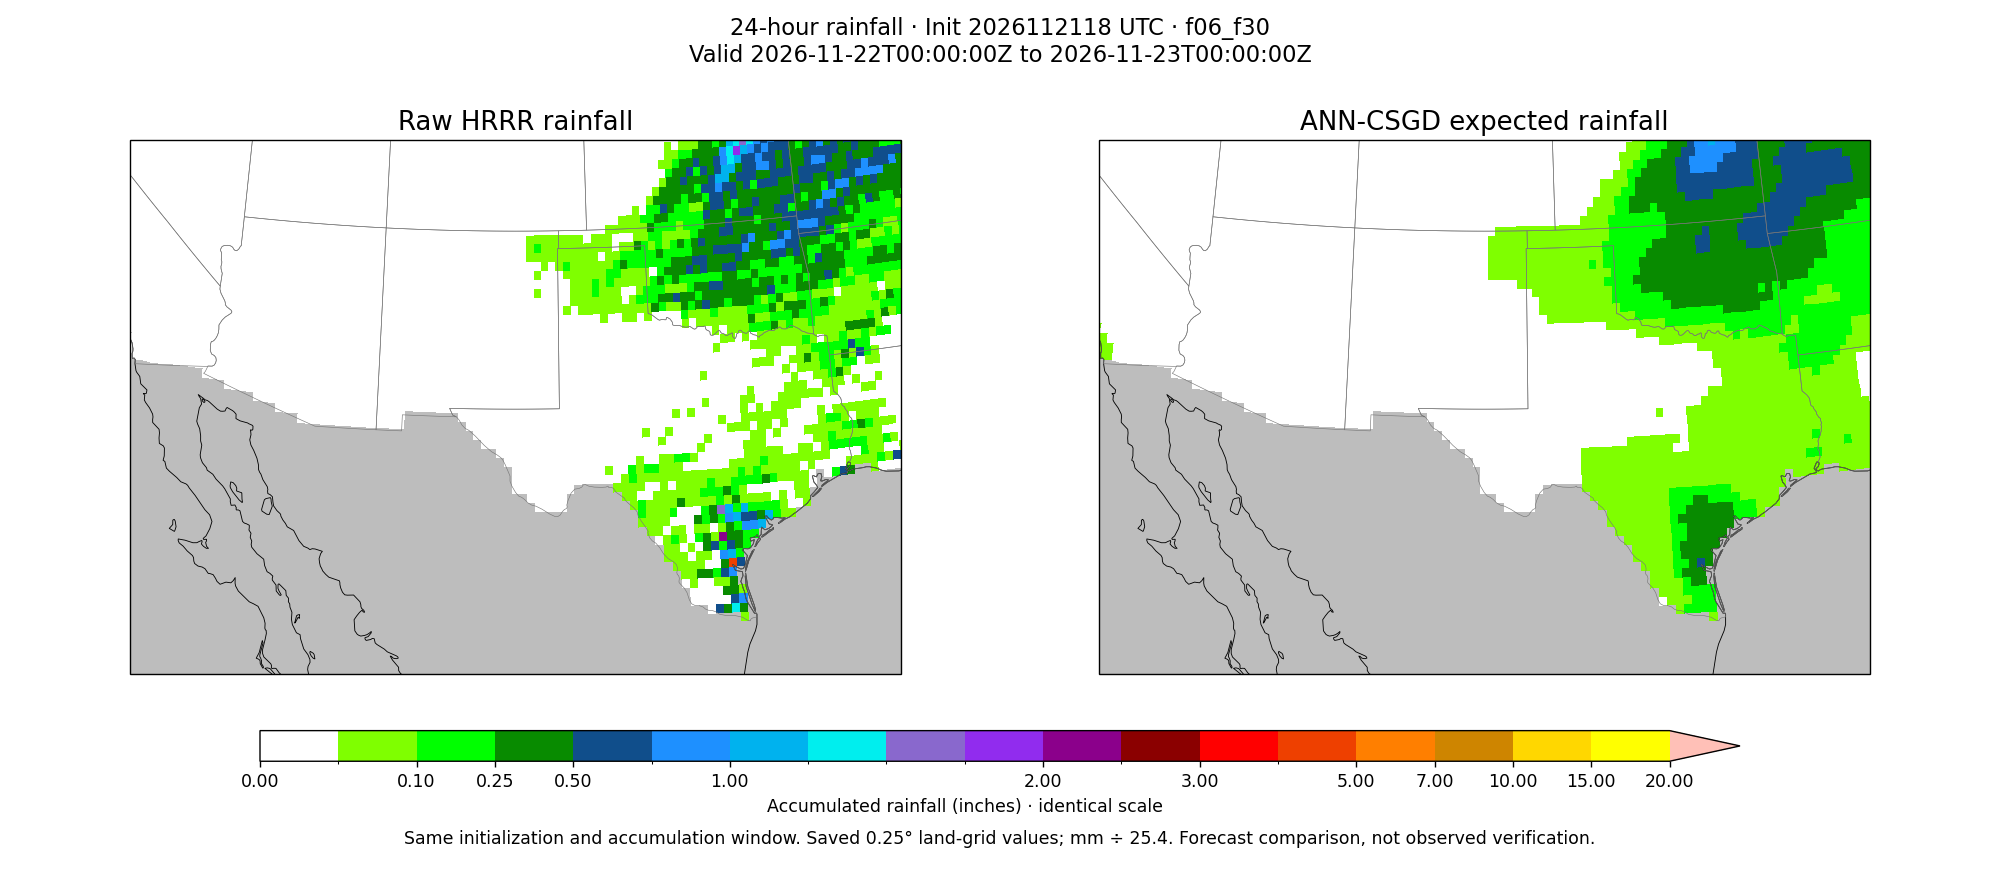 24-hour rainfall · Init 2026112118 UTC · f06_f30
Valid 2026-11-22T00:00:00Z to 2026-11-23T00:00:00Z
Raw HRRR rainfall
ANN-CSGD expected rainfall
0.00 0.10 0.25 0.50 1.00 2.00 3.00 5.00 7.00 10.00 15.00 20.00
Accumulated rainfall (inches) · identical scale
Same initialization and accumulation window. Saved 0.25° land-grid values; mm ÷ 25.4. Forecast comparison, not observed verification.